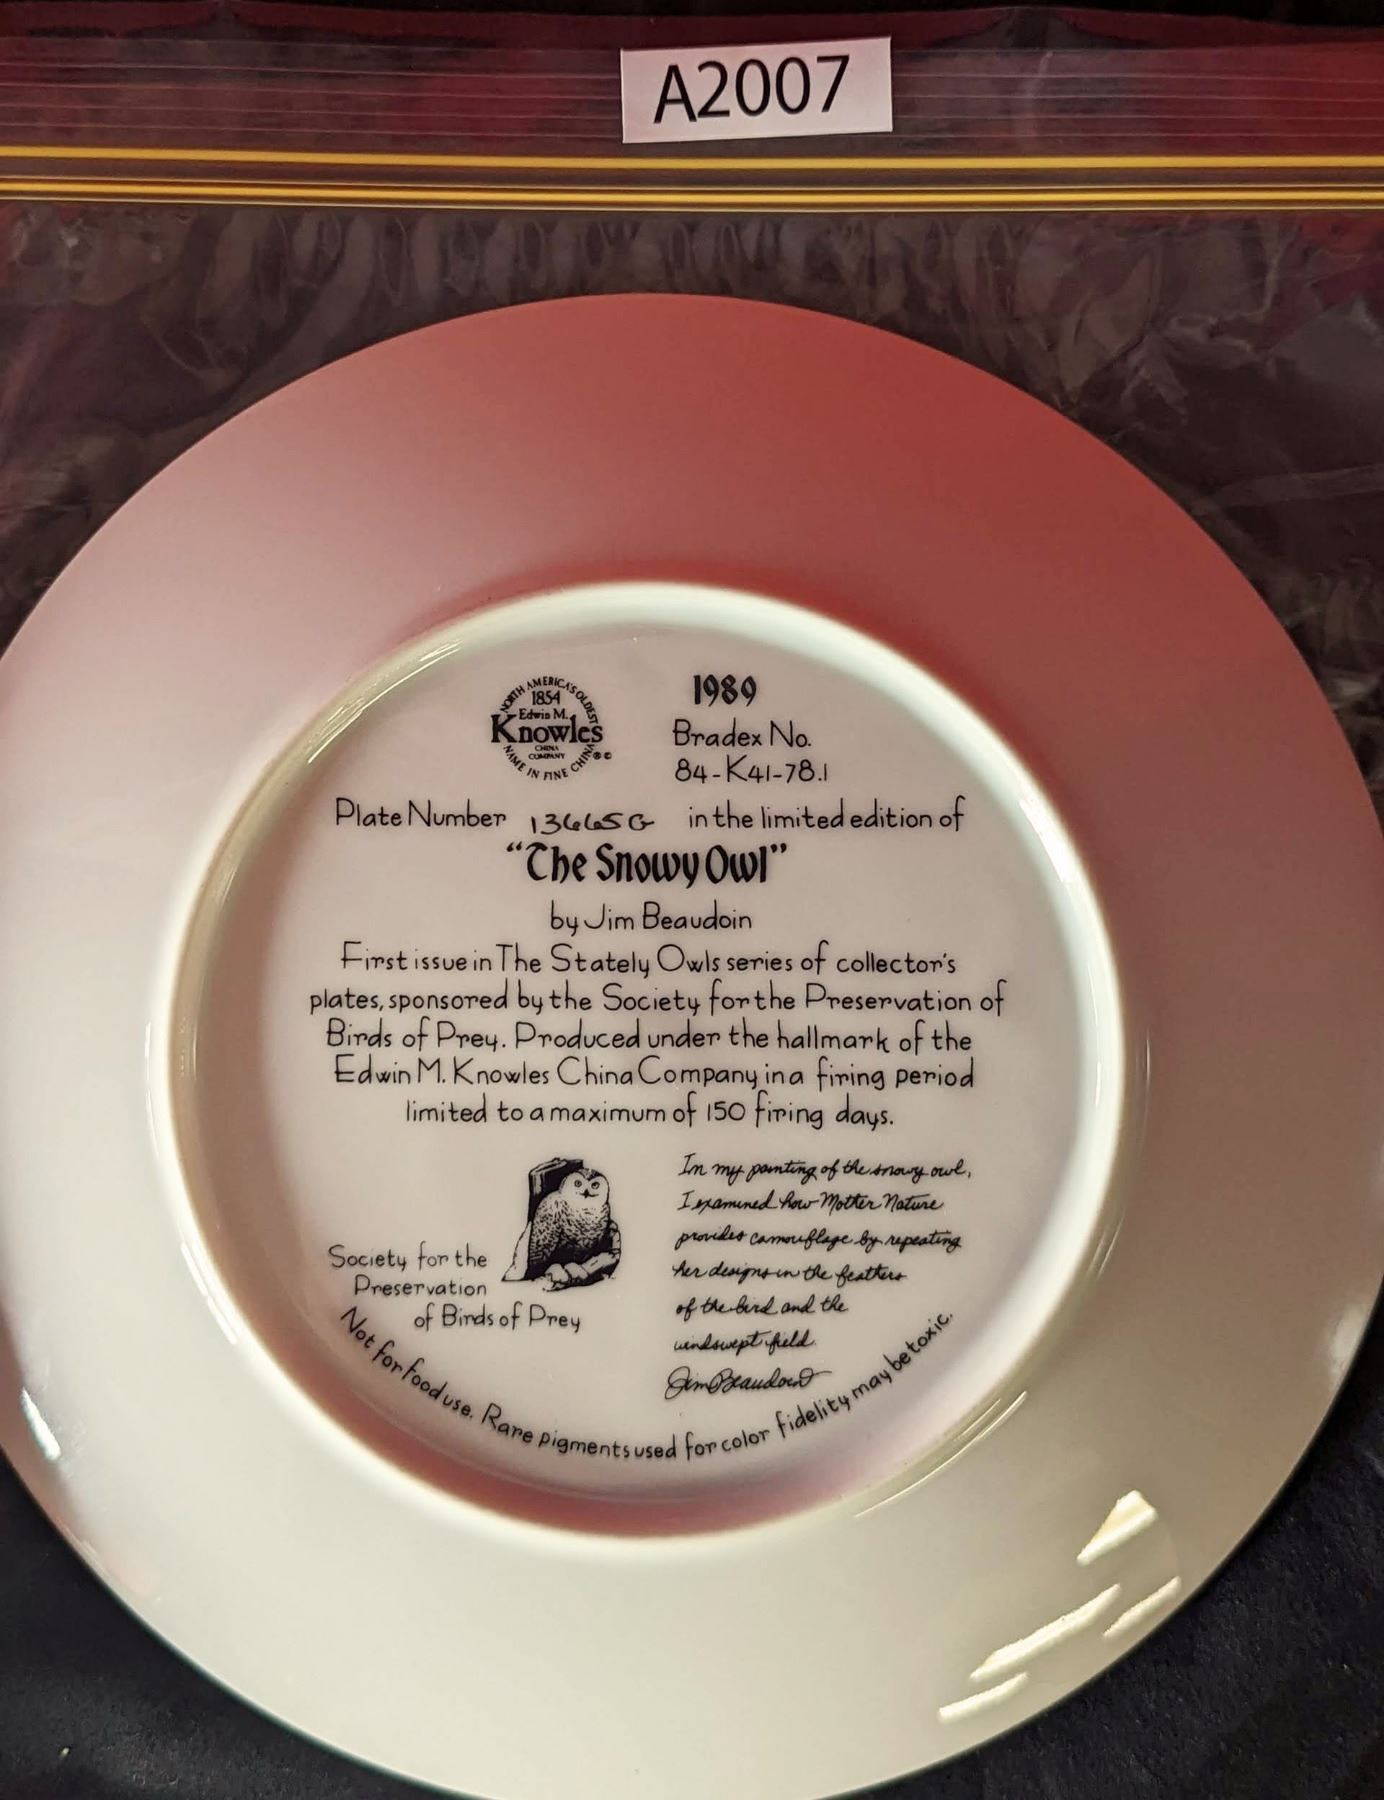 A2007
NORTH AMERICA'S OLDEST
1854
Edwin M.
Knowles
CHINA
COMPANY
NAME IN FINE CHINA
® ©
1989
Bradex No.
84-K41-78.1
Plate Number 13665G in the limited edition of
"The Snowy Owl"
by Jim Beaudoin
First issue in The Stately Owls series of collector's
plates, sponsored by the Society for the Preservation of
Birds of Prey. Produced under the hallmark of the
Edwin M. Knowles China Company in a firing period
limited to a maximum of 150 firing days.
Society for the
Preservation
of Birds of Prey
In my painting of the snowy owl,
I examined how Mother Nature
provides camouflage by repeating
her designs in the feathers
of the bird and the
windswept field.
Jim Beaudoin
Not for food use. Rare pigments used for color fidelity may be toxic.